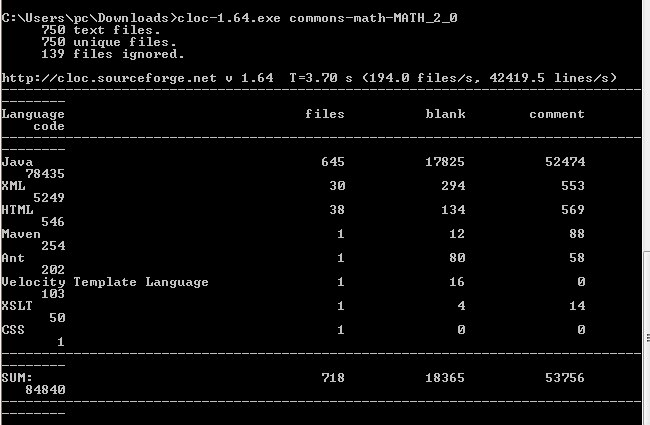 C:\Users\pc\Downloads>cloc-1.64.exe commons-math-MATH_2_0
     750 text files.
     750 unique files.
     139 files ignored.
http://cloc.sourceforge.net v 1.64  T=3.70 s (194.0 files/s, 42419.5 lines/s)
--------------------------------------------------------------------------------
--------
Language                              files          blank        comment
    code
--------------------------------------------------------------------------------
--------
Java                                    645          17825          52474
   78435
XML                                      30            294            553
    5249
HTML                                     38            134            569
     546
Maven                                     1             12             88
     254
Ant                                       1             80             58
     202
Velocity Template Language                1             16              0
     103
XSLT                                      1              4             14
      50
CSS                                       1              0              0
       1
--------------------------------------------------------------------------------
--------
SUM:                                    718          18365          53756
   84840
--------------------------------------------------------------------------------
--------